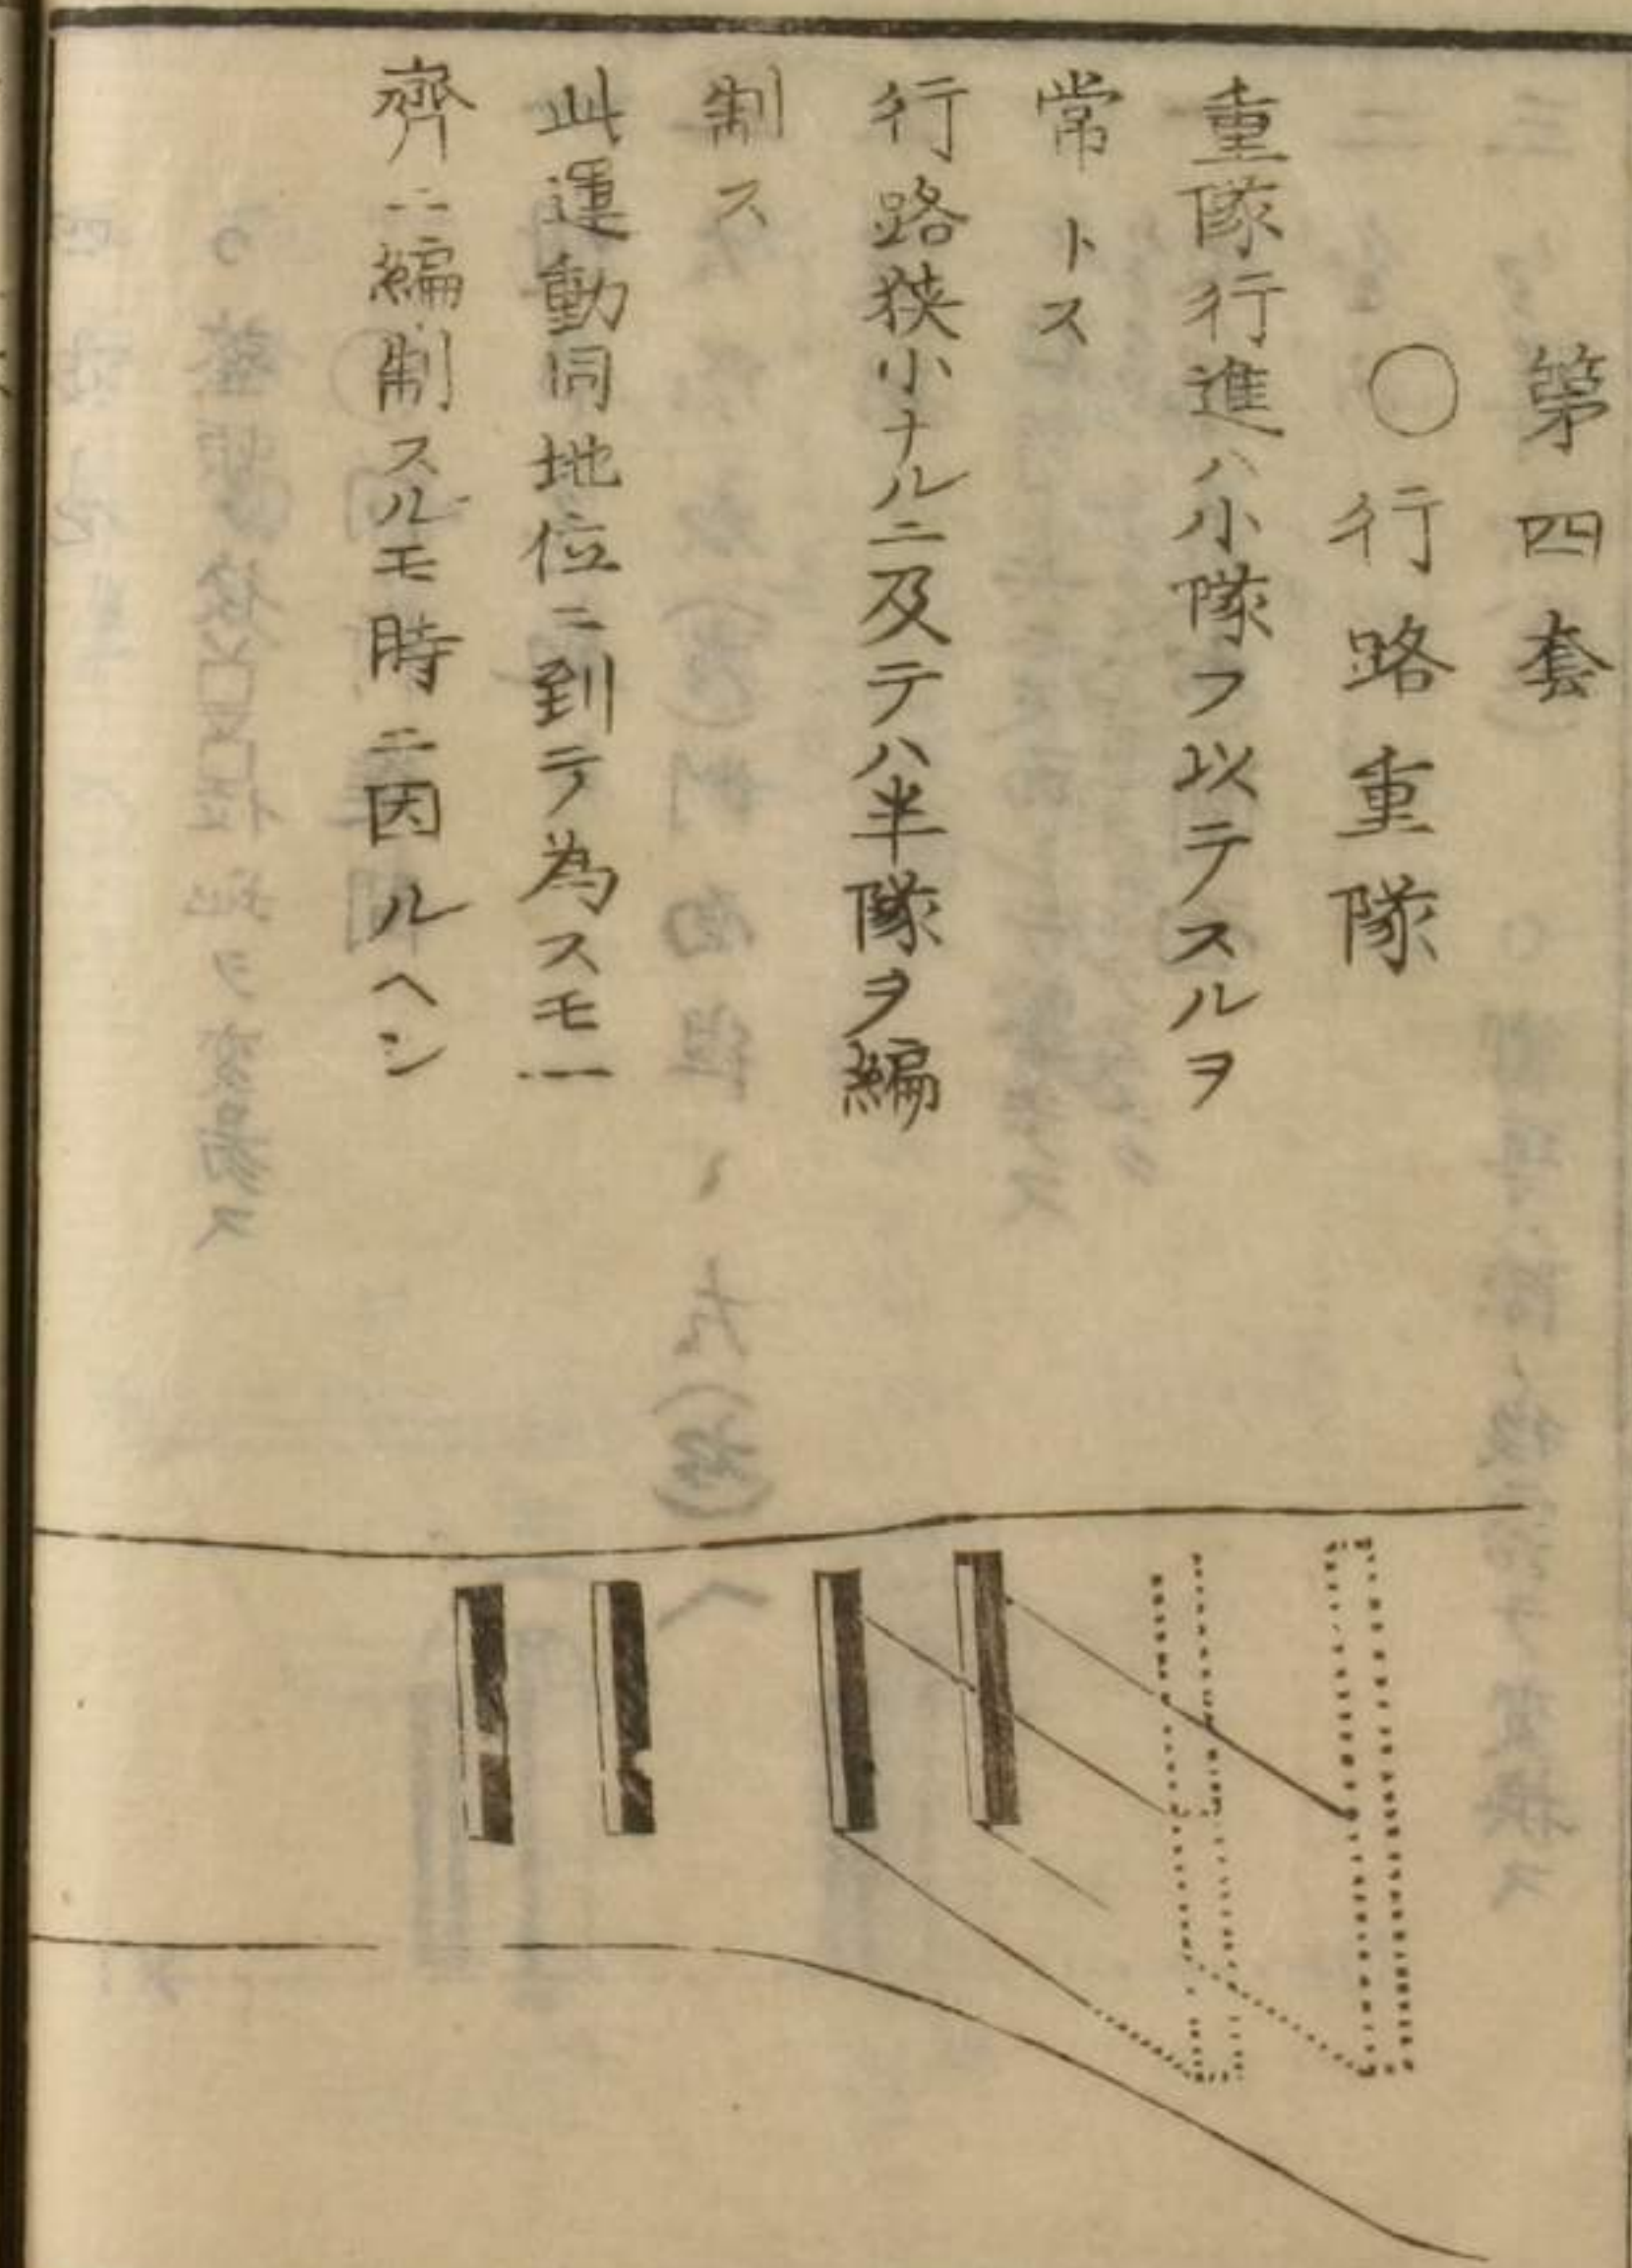 第四套
○行路重隊
重隊行進ハ小隊フ以テスルヲ
常トス
行路狭小ナルニ及テハ半隊ヲ編
制ス
此運動同地位ニ到テ為スモ一
齊ニ編制スルモ時ニ因ルヘシ